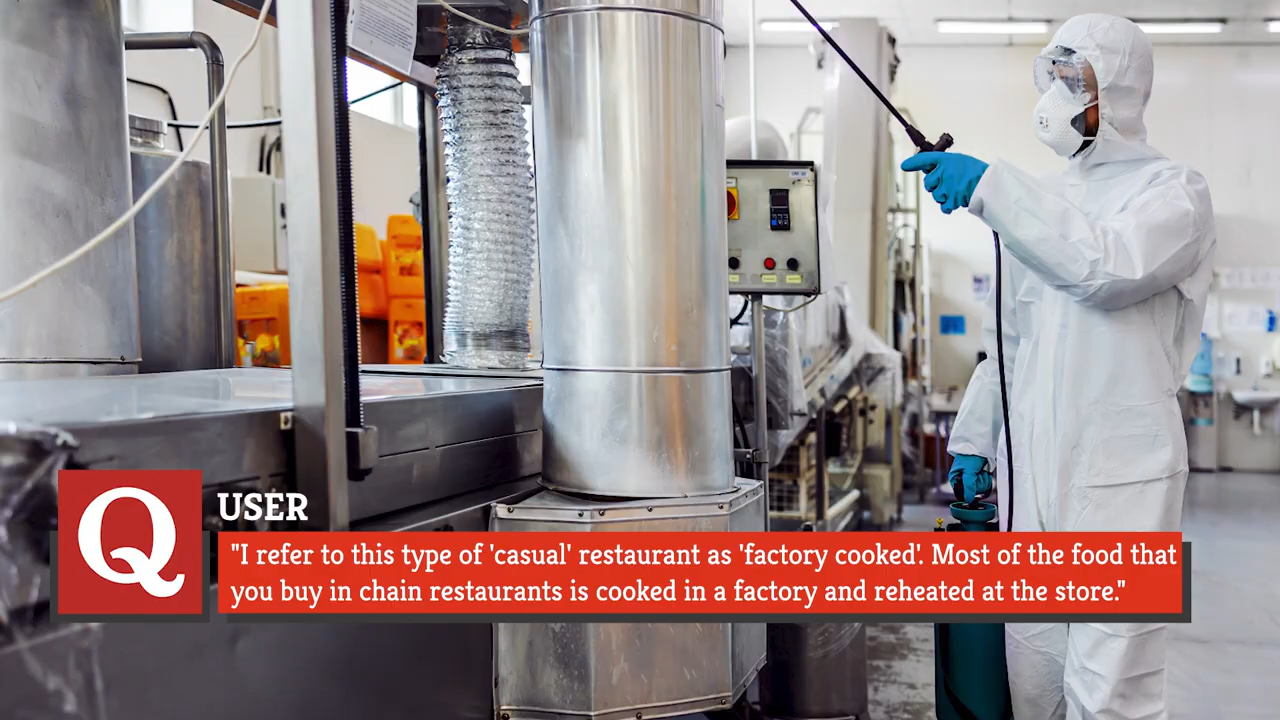 Q
USER
"I refer to this type of 'casual' restaurant as 'factory cooked'. Most of the food that
you buy in chain restaurants is cooked in a factory and reheated at the store."